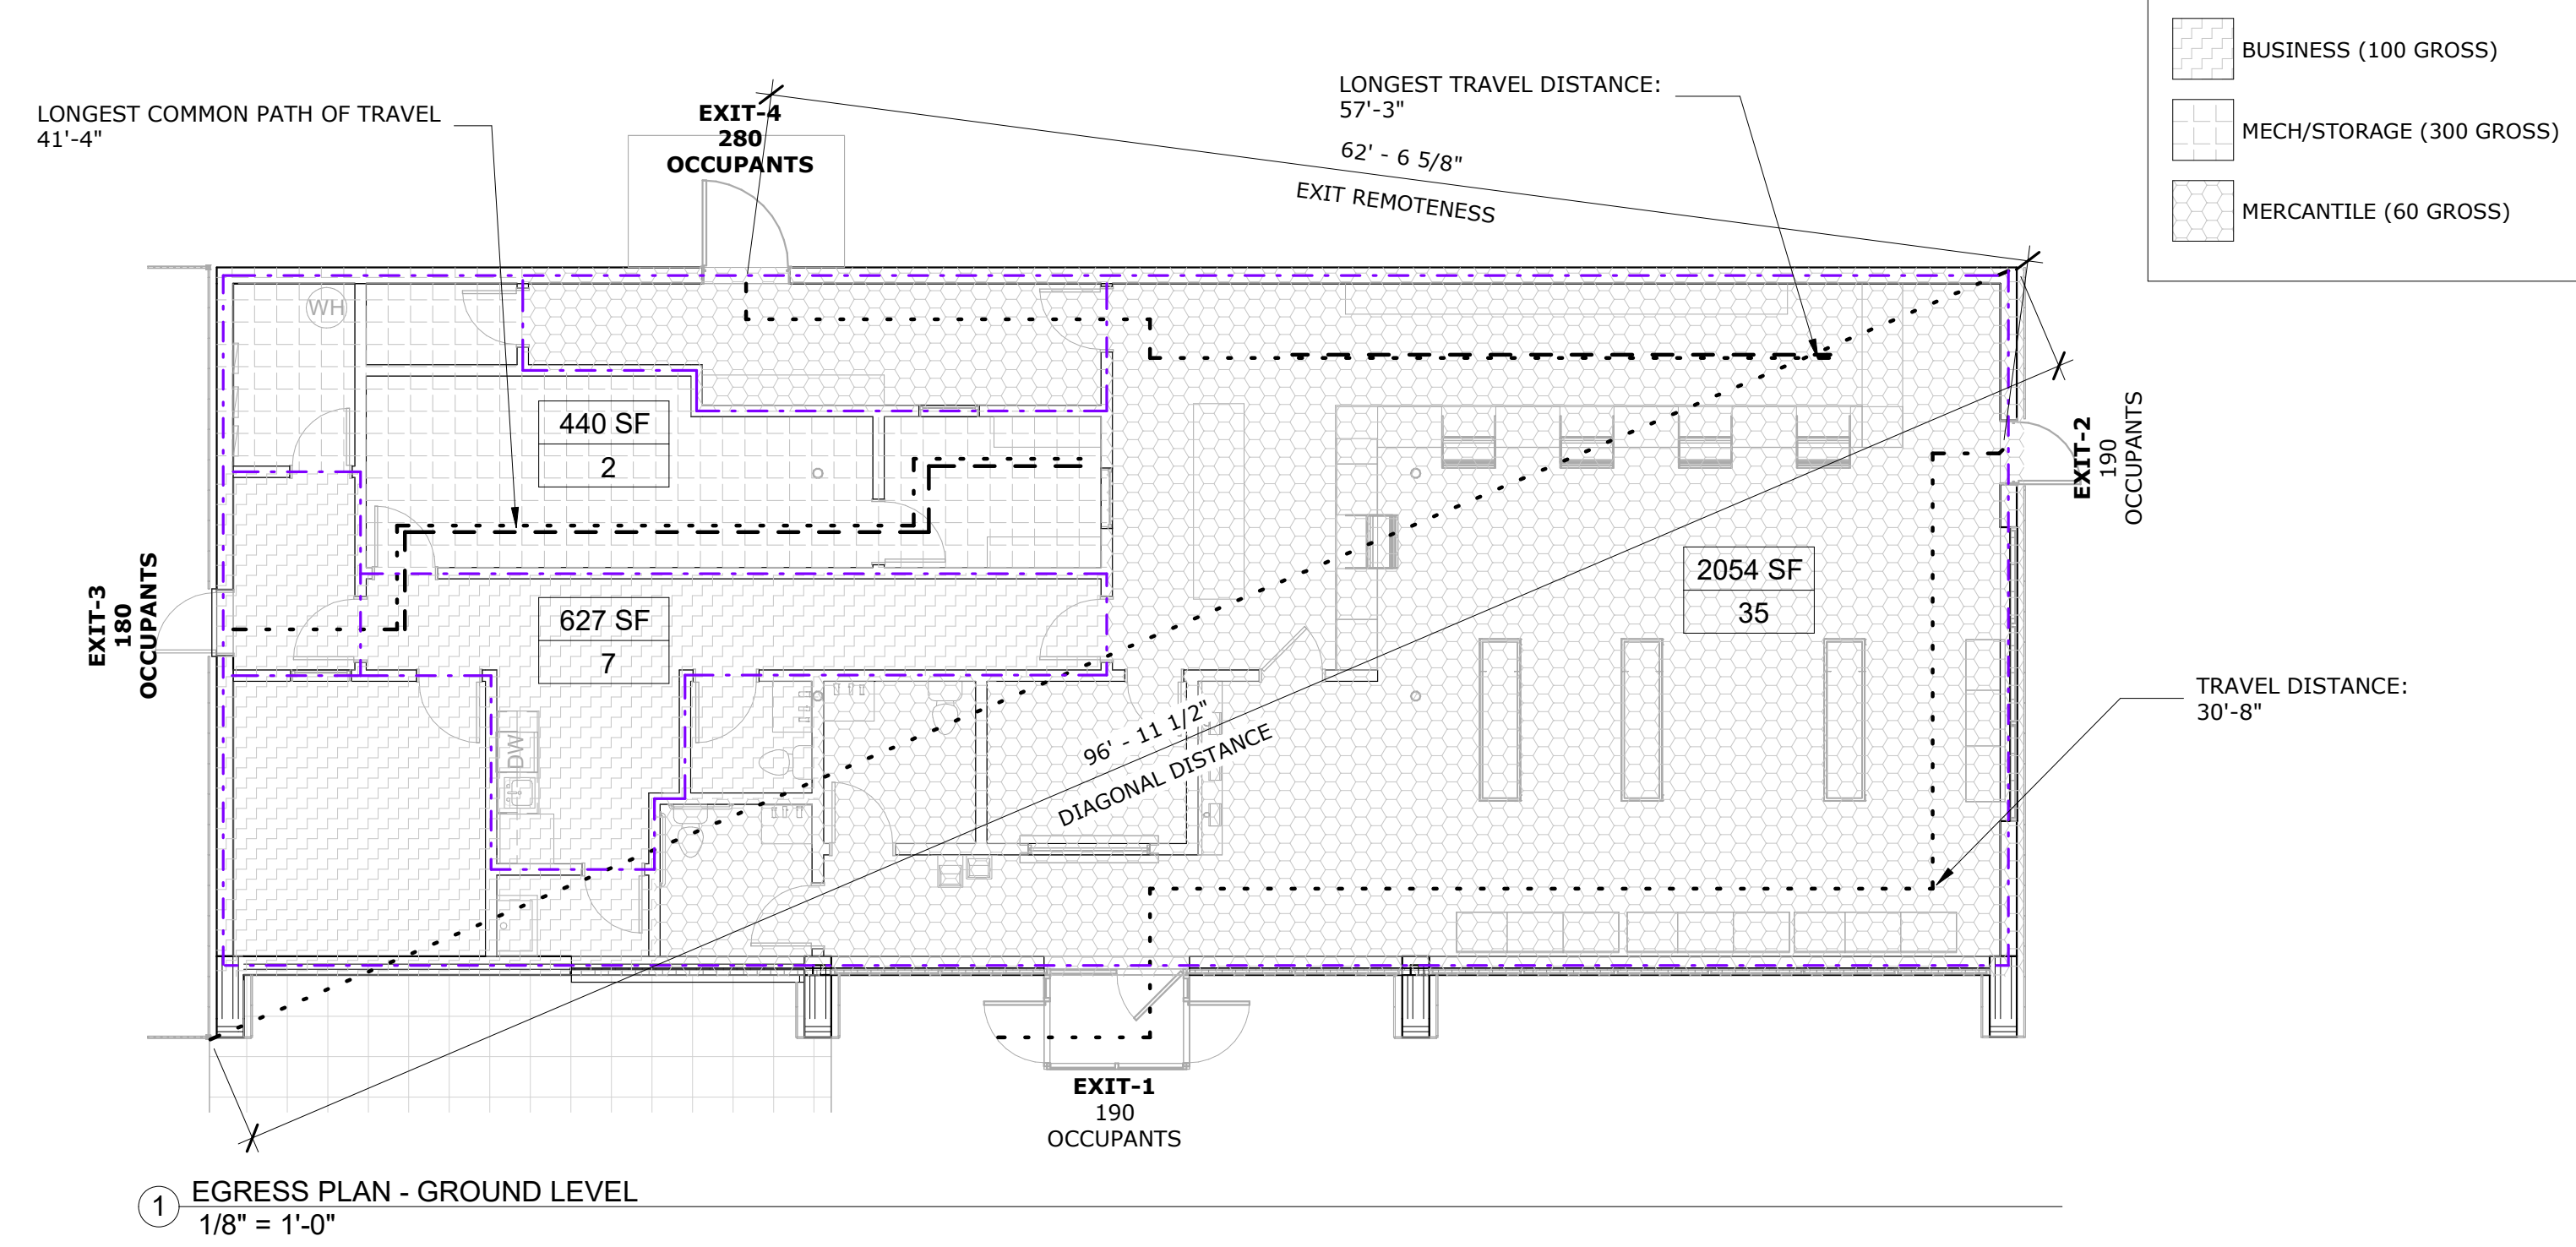 BUSINESS (100 GROSS)
MECH/STORAGE (300 GROSS)
MERCANTILE (60 GROSS)
LONGEST COMMON PATH OF TRAVEL
41'-4"
EXIT-4
280
OCCUPANTS
LONGEST TRAVEL DISTANCE:
57'-3"
62' - 6 5/8"
EXIT REMOTENESS
WH
440 SF
2
EXIT-2
190
OCCUPANTS
2054 SF
35
EXIT-3
180
OCCUPANTS
627 SF
7
DW
96' - 11 1/2"
DIAGONAL DISTANCE
TRAVEL DISTANCE:
30'-8"
EXIT-1
190
OCCUPANTS
1
EGRESS PLAN - GROUND LEVEL
1/8" = 1'-0"